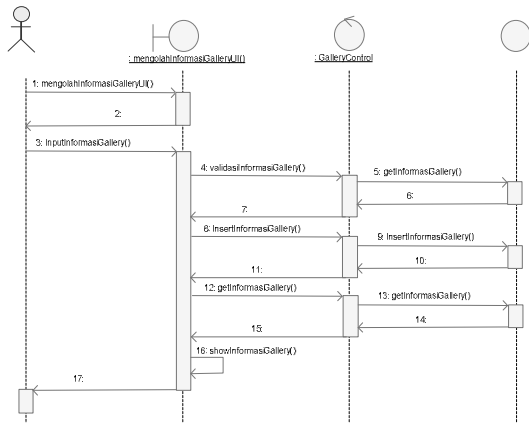 : mengolahInformasiGalleryUI()
: GalleryControl
1: mengolahInformasiGalleryUI()
2:
3: InputInformasiGallery()
4: validasiInformasiGallery()
5: getInformasiGallery()
6:
7:
8: InsertInformasiGallery()
9: InsertInformasiGallery()
10:
11:
12: getInformasiGallery()
13: getInformasiGallery()
14:
15:
16: showInformasiGallery()
17: